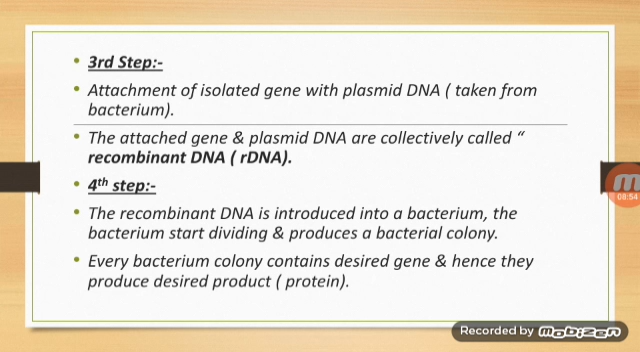 3rd Step:-
Attachment of isolated gene with plasmid DNA ( taken from
bacterium).
The attached gene & plasmid DNA are collectively called “
recombinant DNA ( rDNA).
4th step:-
The recombinant DNA is introduced into a bacterium, the
bacterium start dividing & produces a bacterial colony.
Every bacterium colony contains desired gene & hence they
produce desired product ( protein).
08:54
Recorded by mobizen